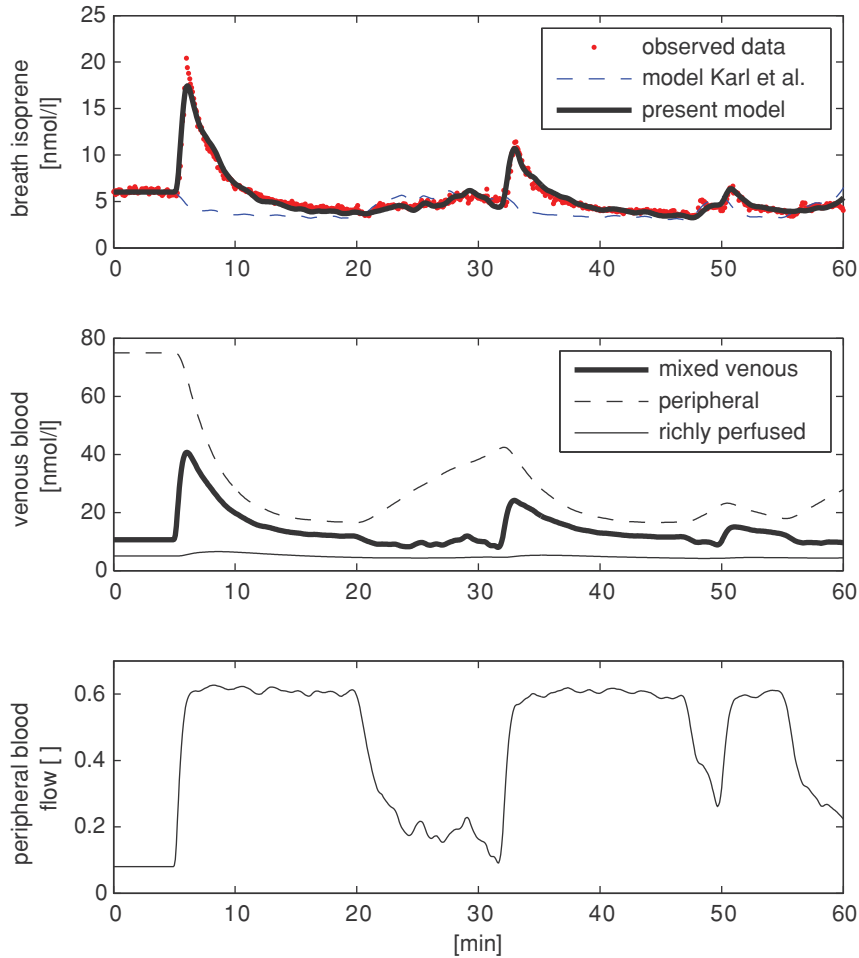 25
20
15
10
5
0
breath isoprene
[nmol/l]
observed data
model Karl et al.
present model
0 10 20 30 40 50 60
80
60
40
20
0
venous blood
[nmol/l]
mixed venous
peripheral
richly perfused
0 10 20 30 40 50 60
0.6
0.4
0.2
0
peripheral blood
flow [ ]
0 10 20 30 40 50 60
[min]